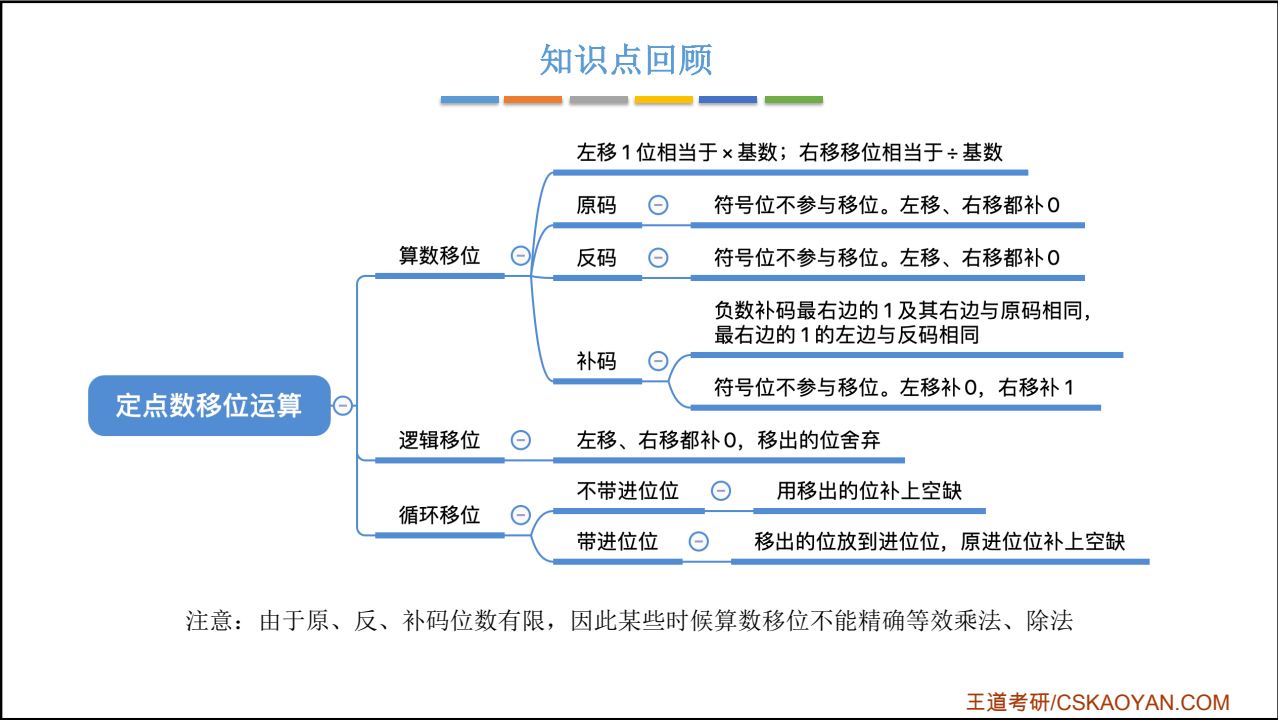 知识点回顾
左移1位相当于×基数；右移移位相当于÷基数
原码
符号位不参与移位。左移、右移都补0
算数移位
反码
符号位不参与移位。左移、右移都补0
负数补码最右边的1及其右边与原码相同，
最右边的1的左边与反码相同
补码
符号位不参与移位。左移补0，右移补1
定点数移位运算
逻辑移位
左移、右移都补0，移出的位舍弃
不带进位位
用移出的位补上空缺
循环移位
带进位位
移出的位放到进位位，原进位位补上空缺
注意：由于原、反、补码位数有限，因此某些时候算数移位不能精确等效乘法、除法
王道考研/CSKAOYAN.COM